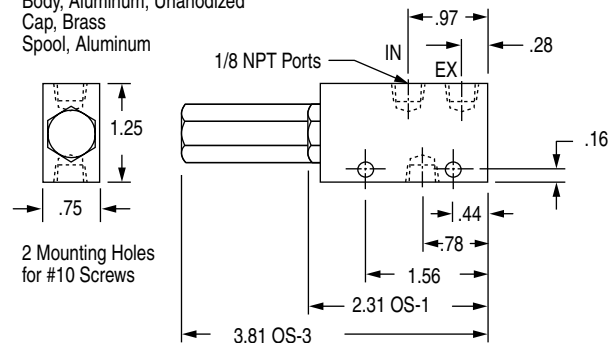 Body, Aluminum, Unanodized
Cap, Brass
Spool, Aluminum
.97
.28
IN
EX
1/8 NPT Ports
1.25
.16
.75
.44
.78
1.56
2 Mounting Holes
for #10 Screws
2.31 OS-1
3.81 OS-3